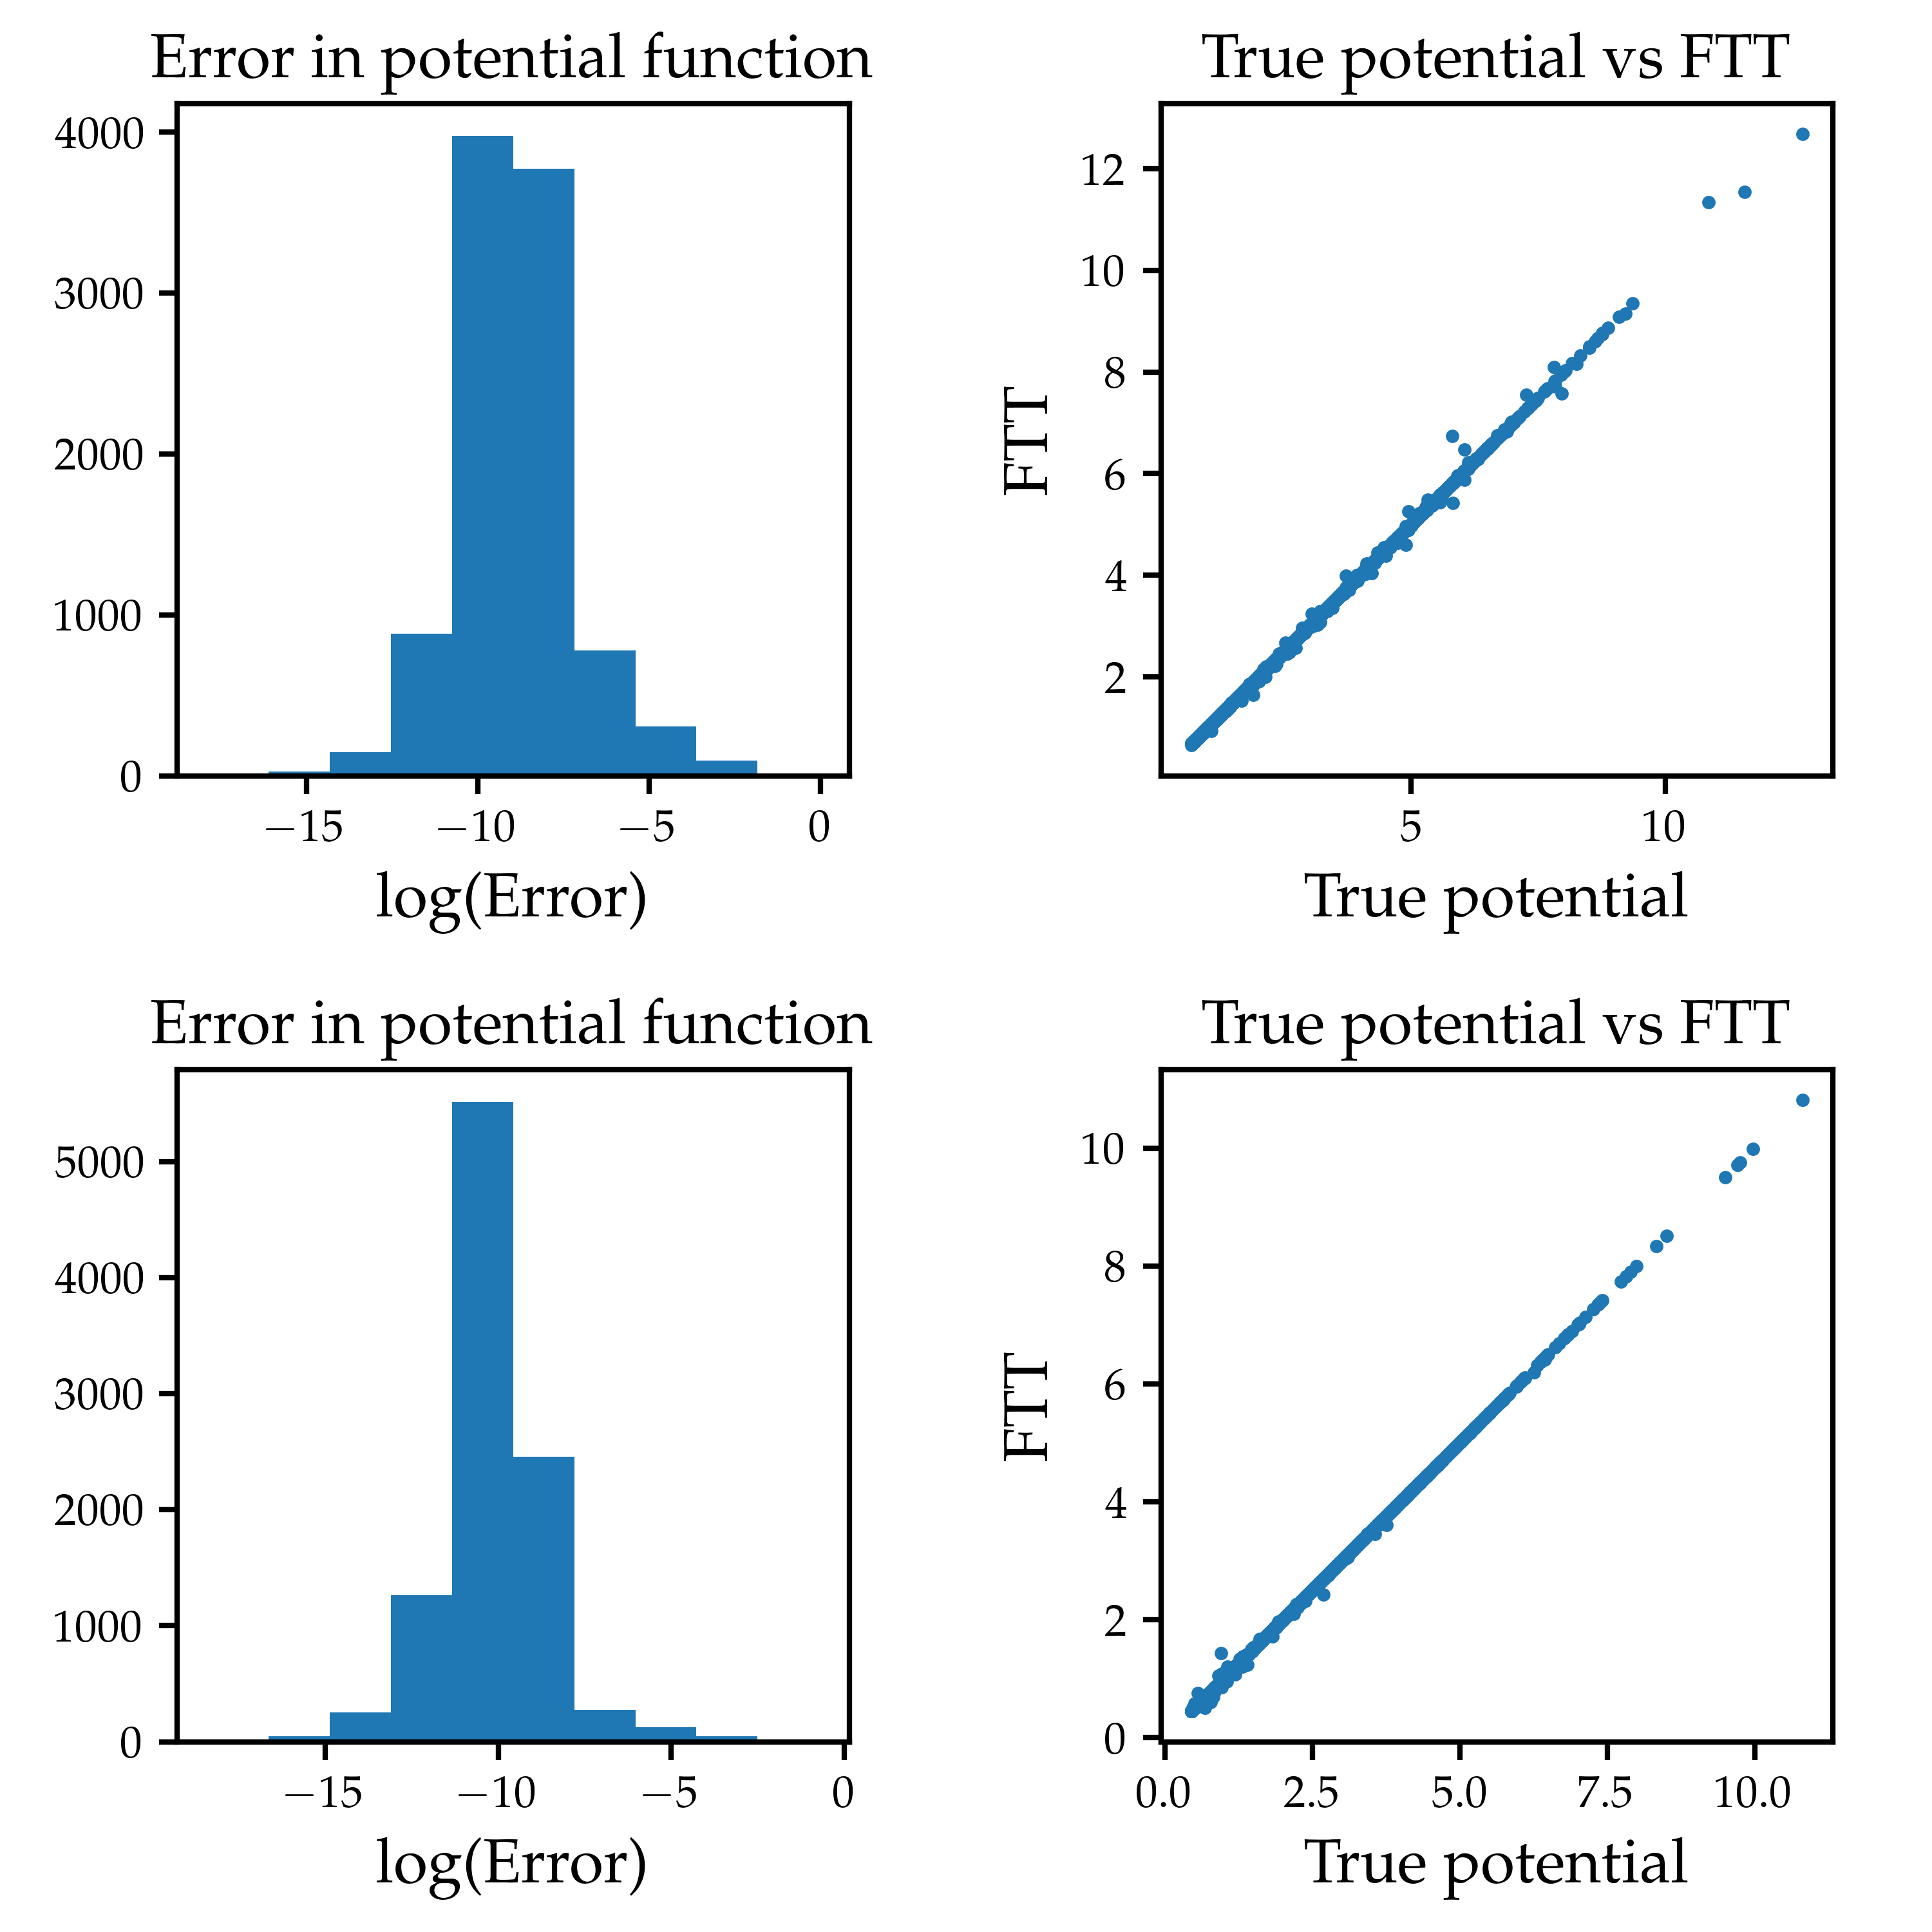 Error in potential function
4000
3000
2000
1000
0
−15 −10 −5 0
log(Error)
True potential vs FTT
FTT
12
10
8
6
4
2
5 10
True potential
Error in potential function
5000
4000
3000
2000
1000
0
−15 −10 −5 0
log(Error)
True potential vs FTT
FTT
10
8
6
4
2
0
0.0 2.5 5.0 7.5 10.0
True potential